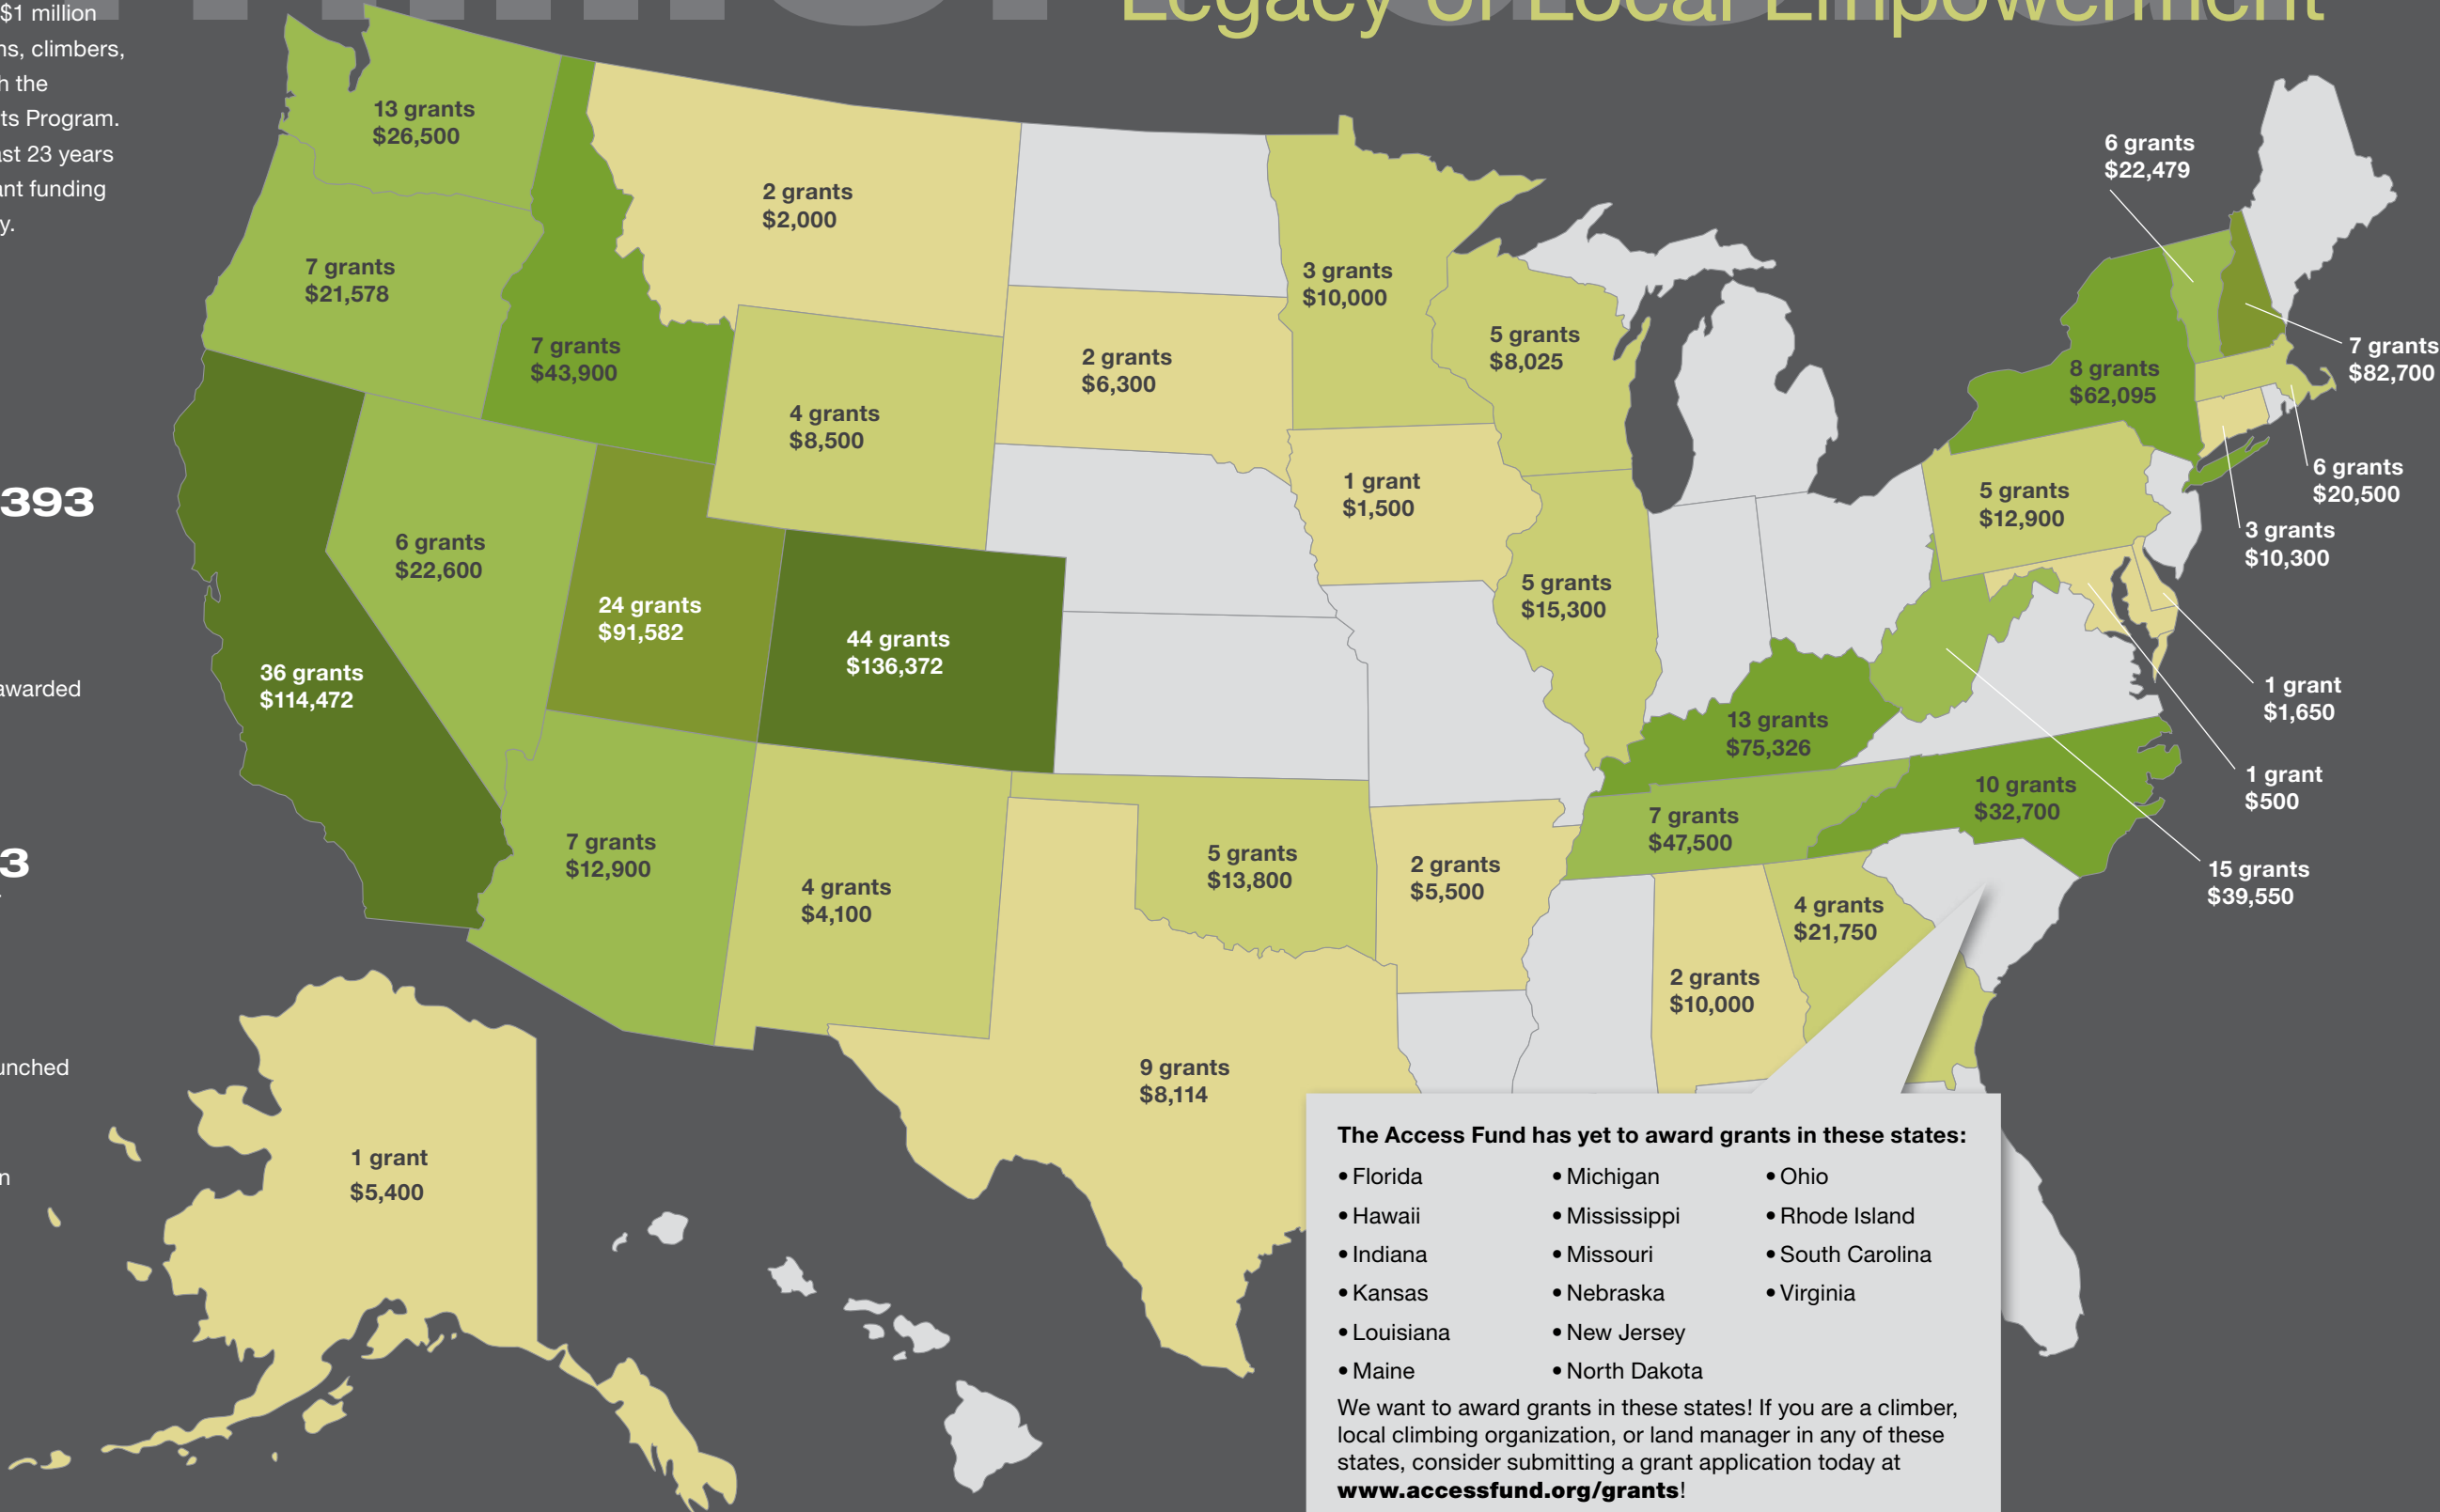 Legacy of Local Empowerment
$1 million
ns, climbers,
h the
ts Program.
ast 23 years
ant funding
y.
393
awarded
3
unched
n
13 grants
$26,500
7 grants
$21,578
7 grants
$43,900
2 grants
$2,000
2 grants
$6,300
4 grants
$8,500
3 grants
$10,000
5 grants
$8,025
1 grant
$1,500
5 grants
$15,300
6 grants
$22,600
24 grants
$91,582
44 grants
$136,372
36 grants
$114,472
7 grants
$12,900
4 grants
$4,100
5 grants
$13,800
2 grants
$5,500
9 grants
$8,114
1 grant
$5,400
13 grants
$75,326
7 grants
$47,500
10 grants
$32,700
4 grants
$21,750
2 grants
$10,000
6 grants
$22,479
7 grants
$82,700
8 grants
$62,095
6 grants
$20,500
5 grants
$12,900
3 grants
$10,300
1 grant
$1,650
1 grant
$500
15 grants
$39,550
The Access Fund has yet to award grants in these states:
• Florida
• Hawaii
• Indiana
• Kansas
• Louisiana
• Maine
• Michigan
• Mississippi
• Missouri
• Nebraska
• New Jersey
• North Dakota
• Ohio
• Rhode Island
• South Carolina
• Virginia
We want to award grants in these states! If you are a climber,
local climbing organization, or land manager in any of these
states, consider submitting a grant application today at
www.accessfund.org/grants!